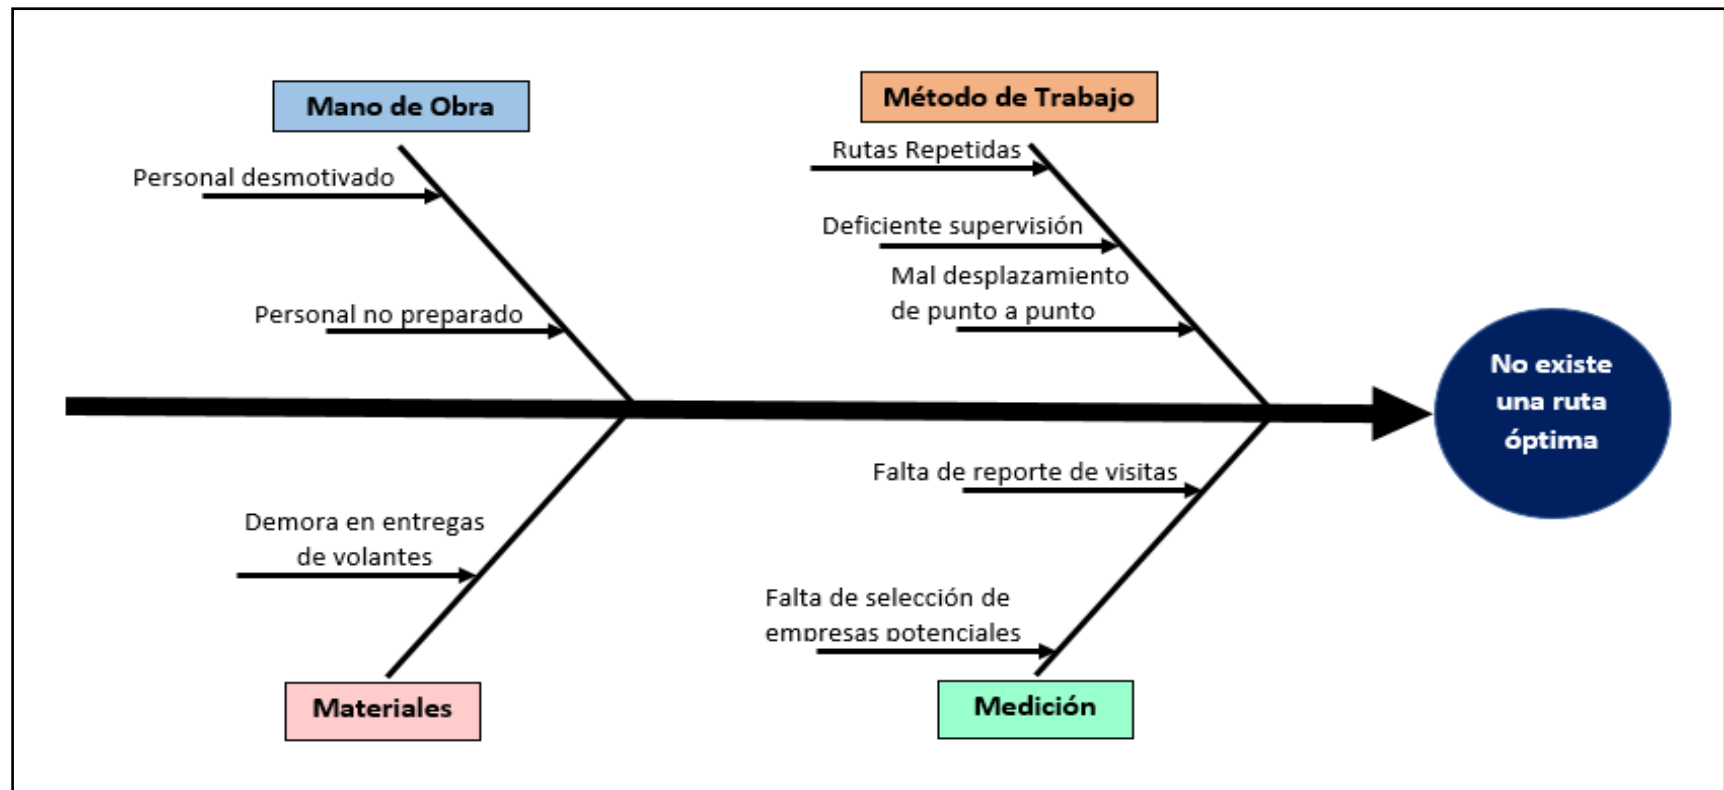 Mano de Obra
Personal desmotivado
Personal no preparado
Método de Trabajo
Rutas Repetidas
Deficiente supervisión
Mal desplazamiento
de punto a punto
No existe
una ruta
óptima
Demora en entregas
de volantes
Materiales
Falta de reporte de visitas
Falta de selección de
empresas potenciales
Medición